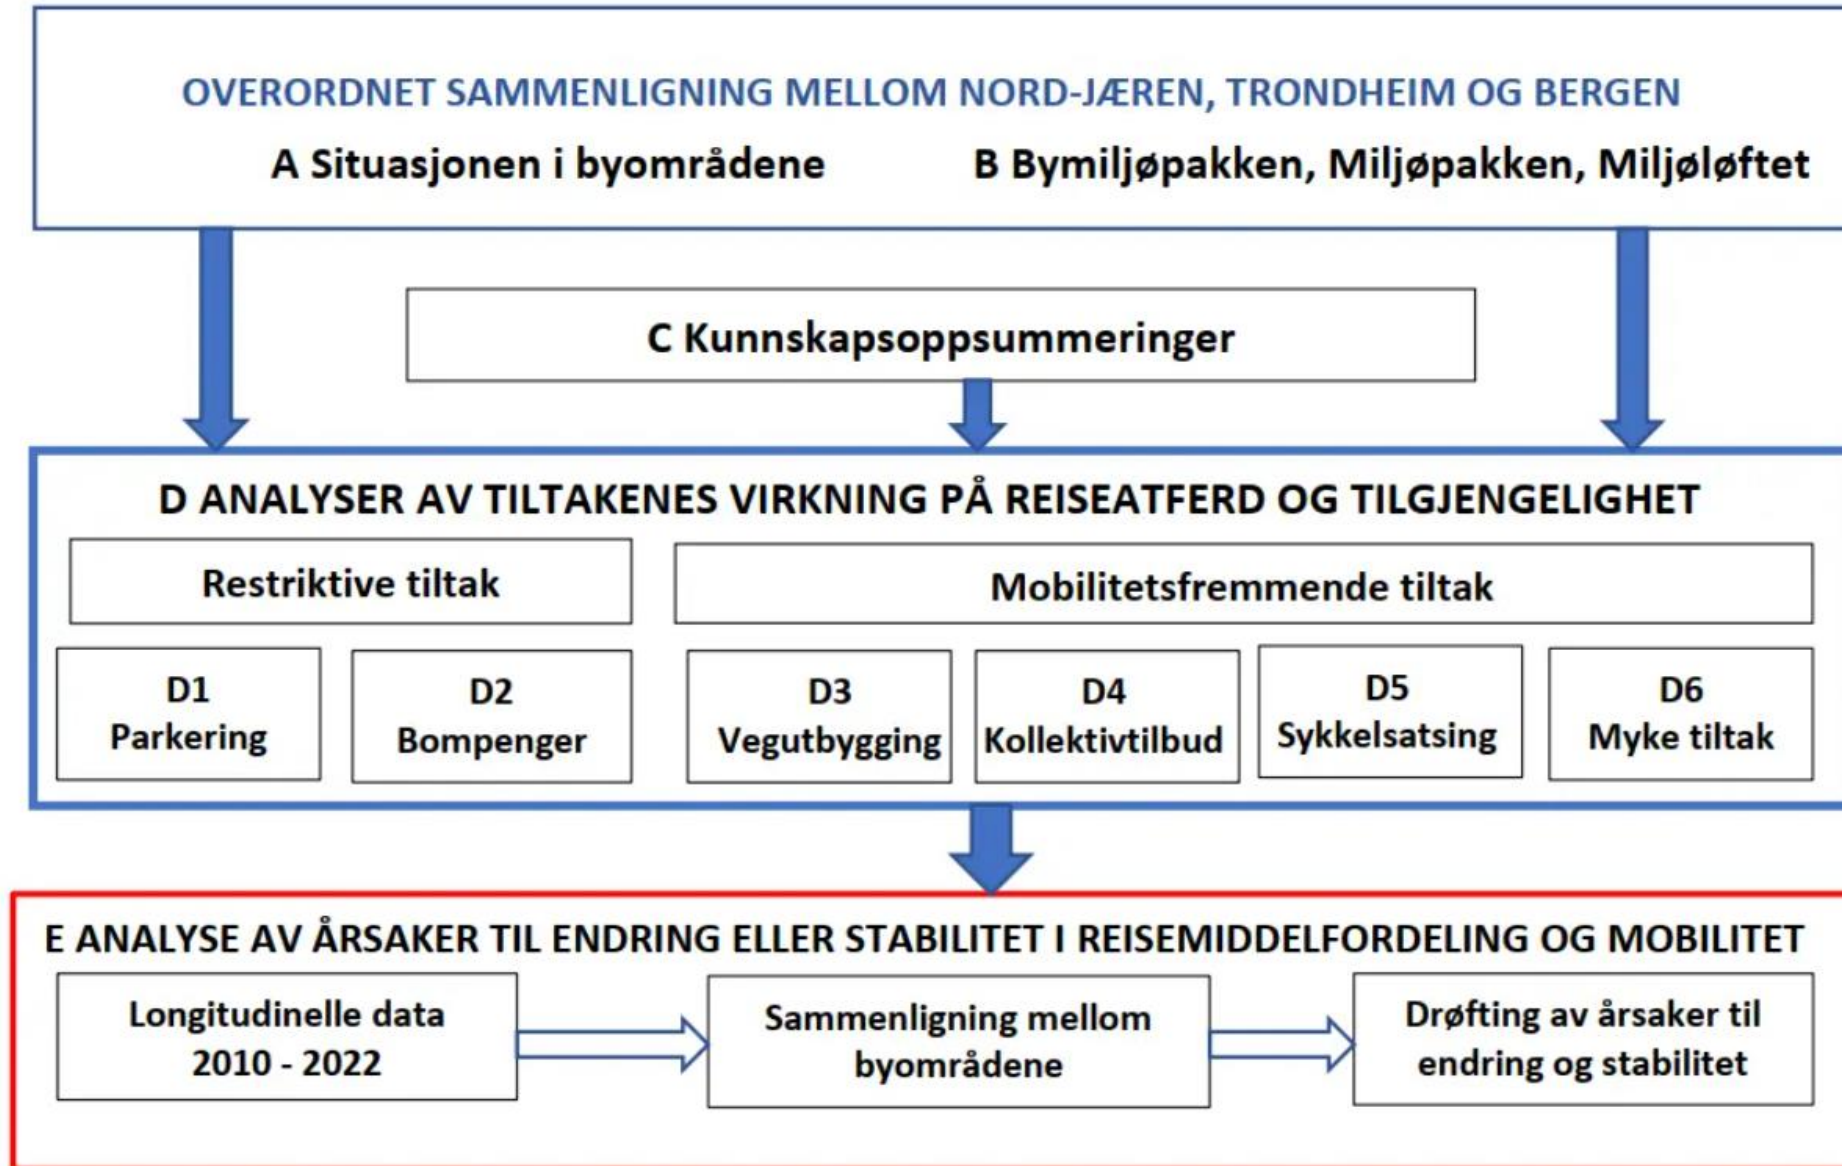 OVERORDNET SAMMENLIGNING MELLOM NORD-JÆREN, TRONDHEIM OG BERGEN
A Situasjonen i byområdene
B Bymiljøpakken, Miljøpakken, Miljøløftet
C Kunnskapsoppsummeringer
D ANALYSER AV TILTAKENES VIRKNING PÅ REISEATFERD OG TILGJENGELIGHET
Restriktive tiltak
Mobilitetsfremmende tiltak
D1
Parkering
D2
Bompenger
D3
Vegutbygging
D4
Kollektivtilbud
D5
Sykkelsatsing
D6
Myke tiltak
E ANALYSE AV ÅRSAKER TIL ENDRING ELLER STABILITET I REISEMIDDELFORDELING OG MOBILITET
Longitudinelle data
2010 - 2022
Sammenligning mellom
byområdene
Drøfting av årsaker til
endring og stabilitet